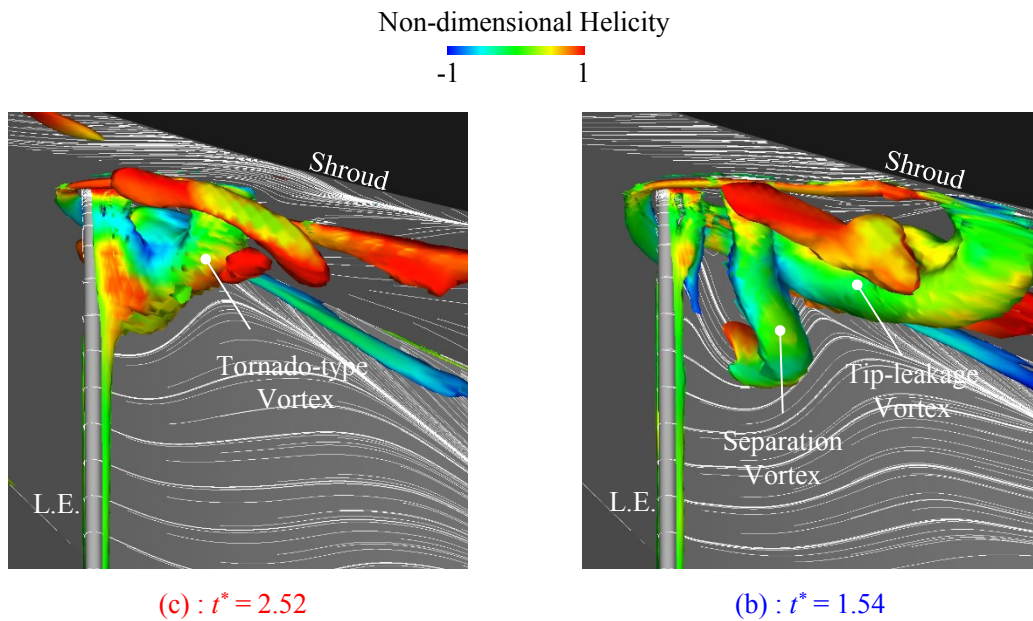 Non-dimensional Helicity
-1 1
Shroud
Tornado-type
Vortex
L.E.
(c) : t* = 2.52
Shroud
Tip-leakage
Vortex
Separation
Vortex
L.E.
(b) : t* = 1.54